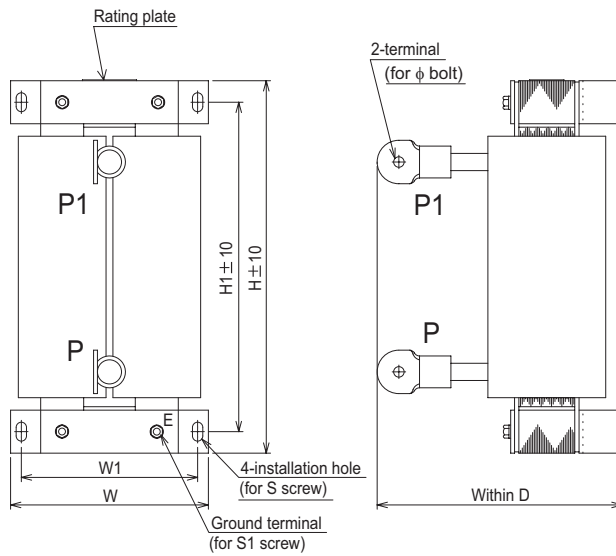 Rating plate
2-terminal
(for ϕ bolt)
P1
P1
H1±10
H±10
P
P
E
W1
W
4-installation hole
(for S screw)
Within D
Ground terminal
(for S1 screw)